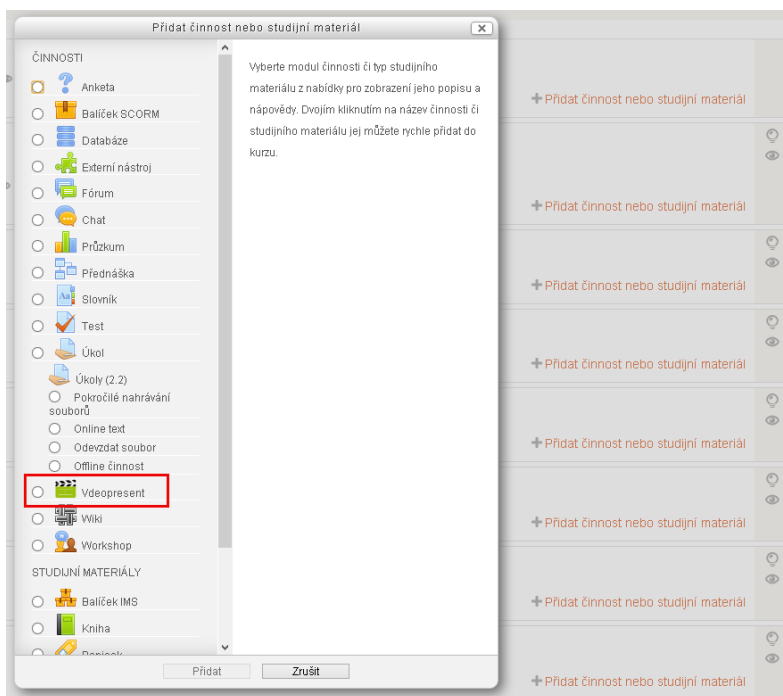 Přidat činnost nebo studijní materiál
ČINNOSTI
Anketa
Balíček SCORM
Databáze
Externí nástroj
Fórum
Chat
Průzkum
Přednáška
Slovník
Test
Úkol
Úkoly (2.2)
Pokročilé nahrávání
souborů
Online text
Odevzdat soubor
Offline činnost
Vdeopresent
Wiki
Workshop
STUDIJNÍ MATERIÁLY
Balíček IMS
Kniha
Přidat
Zrušit
Vyberte modul činnosti či typ studijního
materiálu z nabídky pro zobrazení jeho popisu a
nápovědy. Dvojím kliknutím na název činnosti či
studijního materiálu jej můžete rychle přidat do
kurzu.
Přidat činnost nebo studijní materiál
Přidat činnost nebo studijní materiál
Přidat činnost nebo studijní materiál
Přidat činnost nebo studijní materiál
Přidat činnost nebo studijní materiál
Přidat činnost nebo studijní materiál
Přidat činnost nebo studijní materiál
Přidat činnost nebo studijní materiál